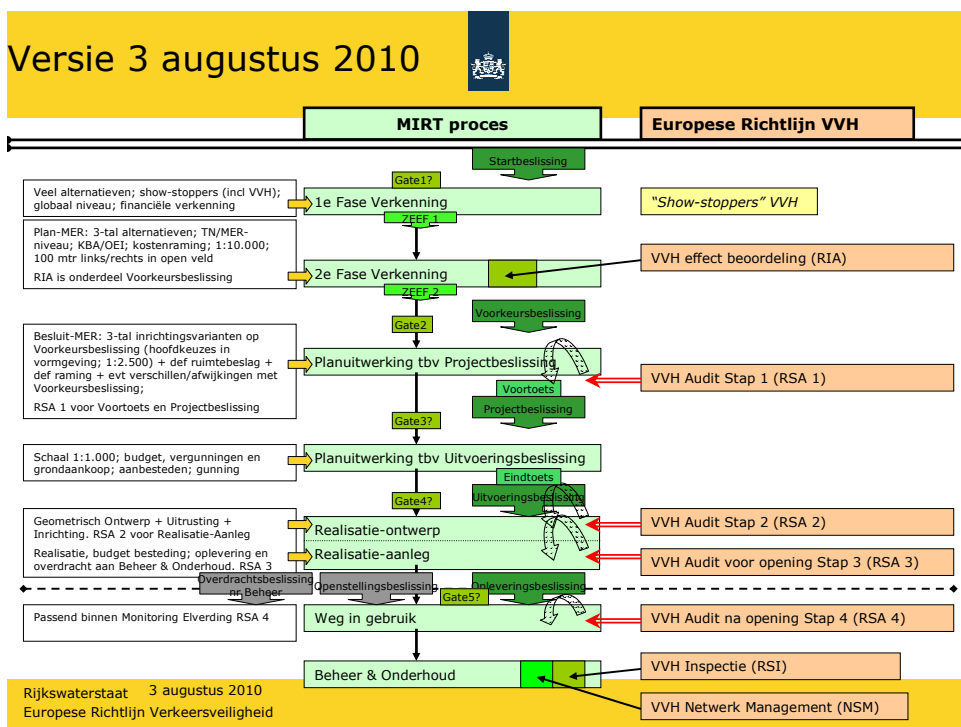 Versie 3 augustus 2010
MIRT proces
Europese Richtlijn VVH
Startbeslissing
Gate1?
Veel alternatieven; show-stoppers (incl VVH);
globaal niveau; financiële verkenning
1e Fase Verkenning
"Show-stoppers" VVH
ZEEF 1
Plan-MER: 3-tal alternatieven; TN/MER-
niveau; KBA/OEI; kostenraming; 1:10.000;
100 mtr links/rechts in open veld
RIA is onderdeel Voorkeursbeslissing
2e Fase Verkenning
VVH effect beoordeling (RIA)
ZEEF 2
Voorkeursbeslissing
Gate2
Besluit-MER: 3-tal inrichtingsvarianten op
Voorkeursbeslissing (hoofdkeuzes in
vormgeving; 1:2.500) + def ruimtebeslag +
def raming + evt verschillen/afwijkingen met
Voorkeursbeslissing;
RSA 1 voor Voortoets en Projectbeslissing
Planuitwerking tbv Projectbeslissing
VVH Audit Stap 1 (RSA 1)
Voortoets
Projectbeslissing
Gate3?
Schaal 1:1.000; budget, vergunningen en
grondaankoop; aanbesteden; gunning
Planuitwerking tbv Uitvoeringsbeslissing
Eindtoets
Uitvoeringsbeslissing
Gate4?
Geometrisch Ontwerp + Uitrusting +
Inrichting. RSA 2 voor Realisatie-Aanleg
Realisatie, budget besteding; oplevering en
overdracht aan Beheer & Onderhoud. RSA 3
Realisatie-ontwerp
VVH Audit Stap 2 (RSA 2)
Realisatie-aanleg
VVH Audit voor opening Stap 3 (RSA 3)
Overdrachtsbeslissing
nr Beheer
Openstellingsbeslissing
Opleveringsbeslissing
Gate5?
Passend binnen Monitoring Elverding RSA 4
Weg in gebruik
VVH Audit na opening Stap 4 (RSA 4)
Beheer & Onderhoud
VVH Inspectie (RSI)
VVH Netwerk Management (NSM)
Rijkswaterstaat 3 augustus 2010
Europese Richtlijn Verkeersveiligheid